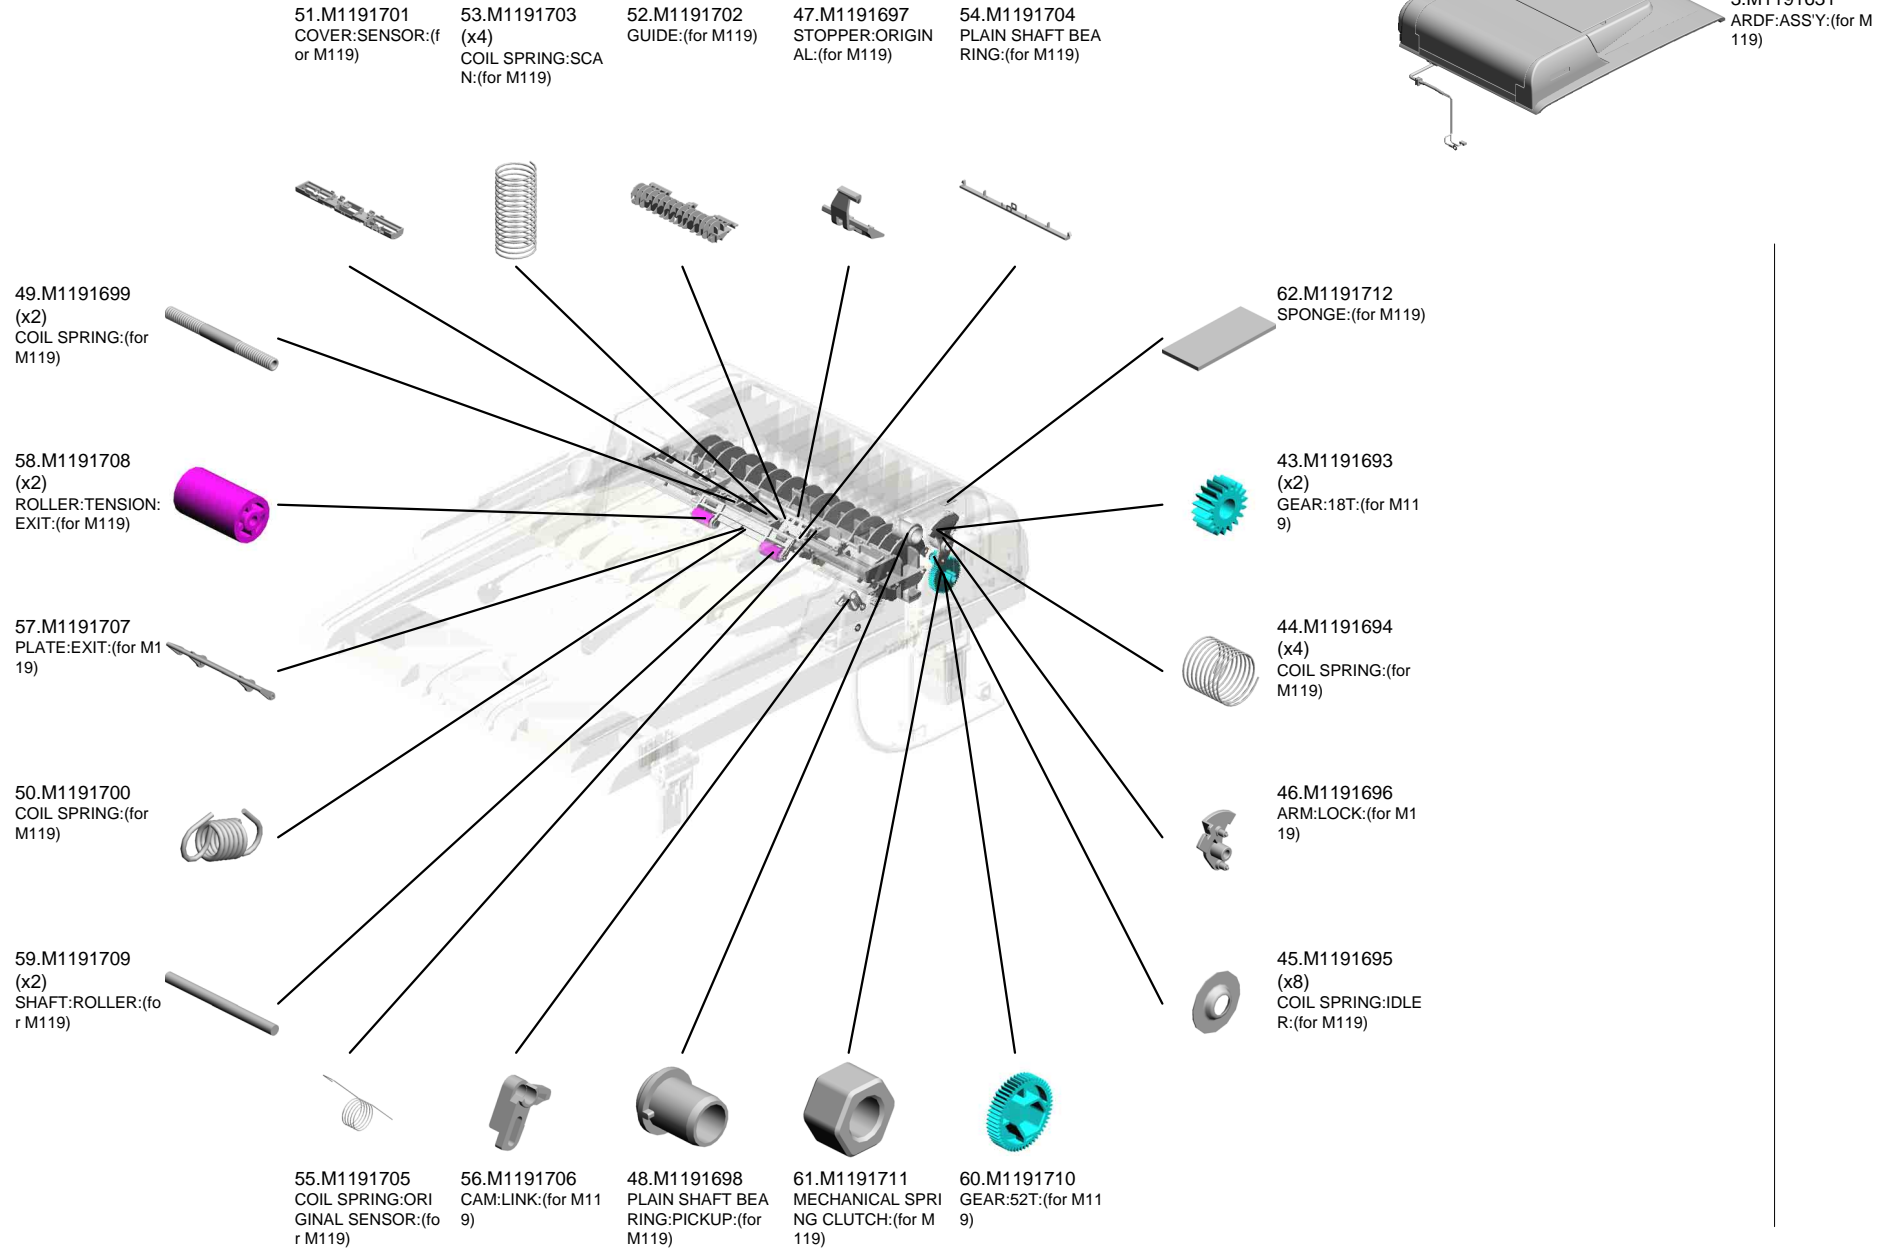 51.M1191701
COVER:SENSOR:(f
or M119)
53.M1191703
(x4)
COIL SPRING:SCA
N:(for M119)
52.M1191702
GUIDE:(for M119)
47.M1191697
STOPPER:ORIGIN
AL:(for M119)
54.M1191704
PLAIN SHAFT BEA
RING:(for M119)
ARDF:ASS'Y:(for M
119)
49.M1191699
(x2)
COIL SPRING:(for
M119)
62.M1191712
SPONGE:(for M119)
58.M1191708
(x2)
ROLLER:TENSION:
EXIT:(for M119)
43.M1191693
(x2)
GEAR:18T:(for M11
9)
57.M1191707
PLATE:EXIT:(for M1
19)
44.M1191694
(x4)
COIL SPRING:(for
M119)
50.M1191700
COIL SPRING:(for
M119)
46.M1191696
ARM:LOCK:(for M1
19)
59.M1191709
(x2)
SHAFT:ROLLER:(fo
r M119)
45.M1191695
(x8)
COIL SPRING:IDLE
R:(for M119)
55.M1191705
COIL SPRING:ORI
GINAL SENSOR:(fo
r M119)
56.M1191706
CAM:LINK:(for M11
9)
48.M1191698
PLAIN SHAFT BEA
RING:PICKUP:(for
M119)
61.M1191711
MECHANICAL SPRI
NG CLUTCH:(for M
119)
60.M1191710
GEAR:52T:(for M11
9)